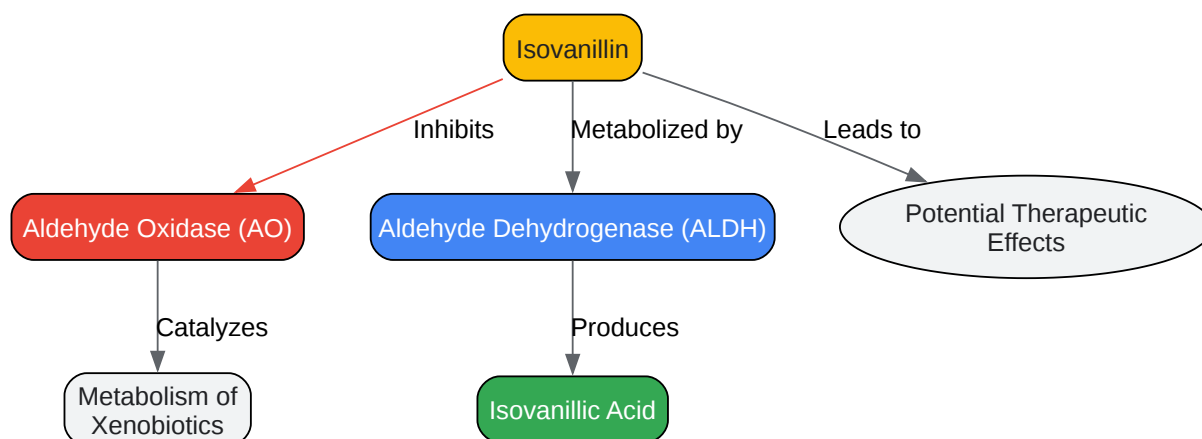 Isovanillin
Inhibits
Metabolized by
Leads to
Aldehyde Oxidase (AO)
Aldehyde Dehydrogenase (ALDH)
Potential Therapeutic
Effects
Catalyzes
Produces
Metabolism of
Xenobiotics
Isovanillic Acid